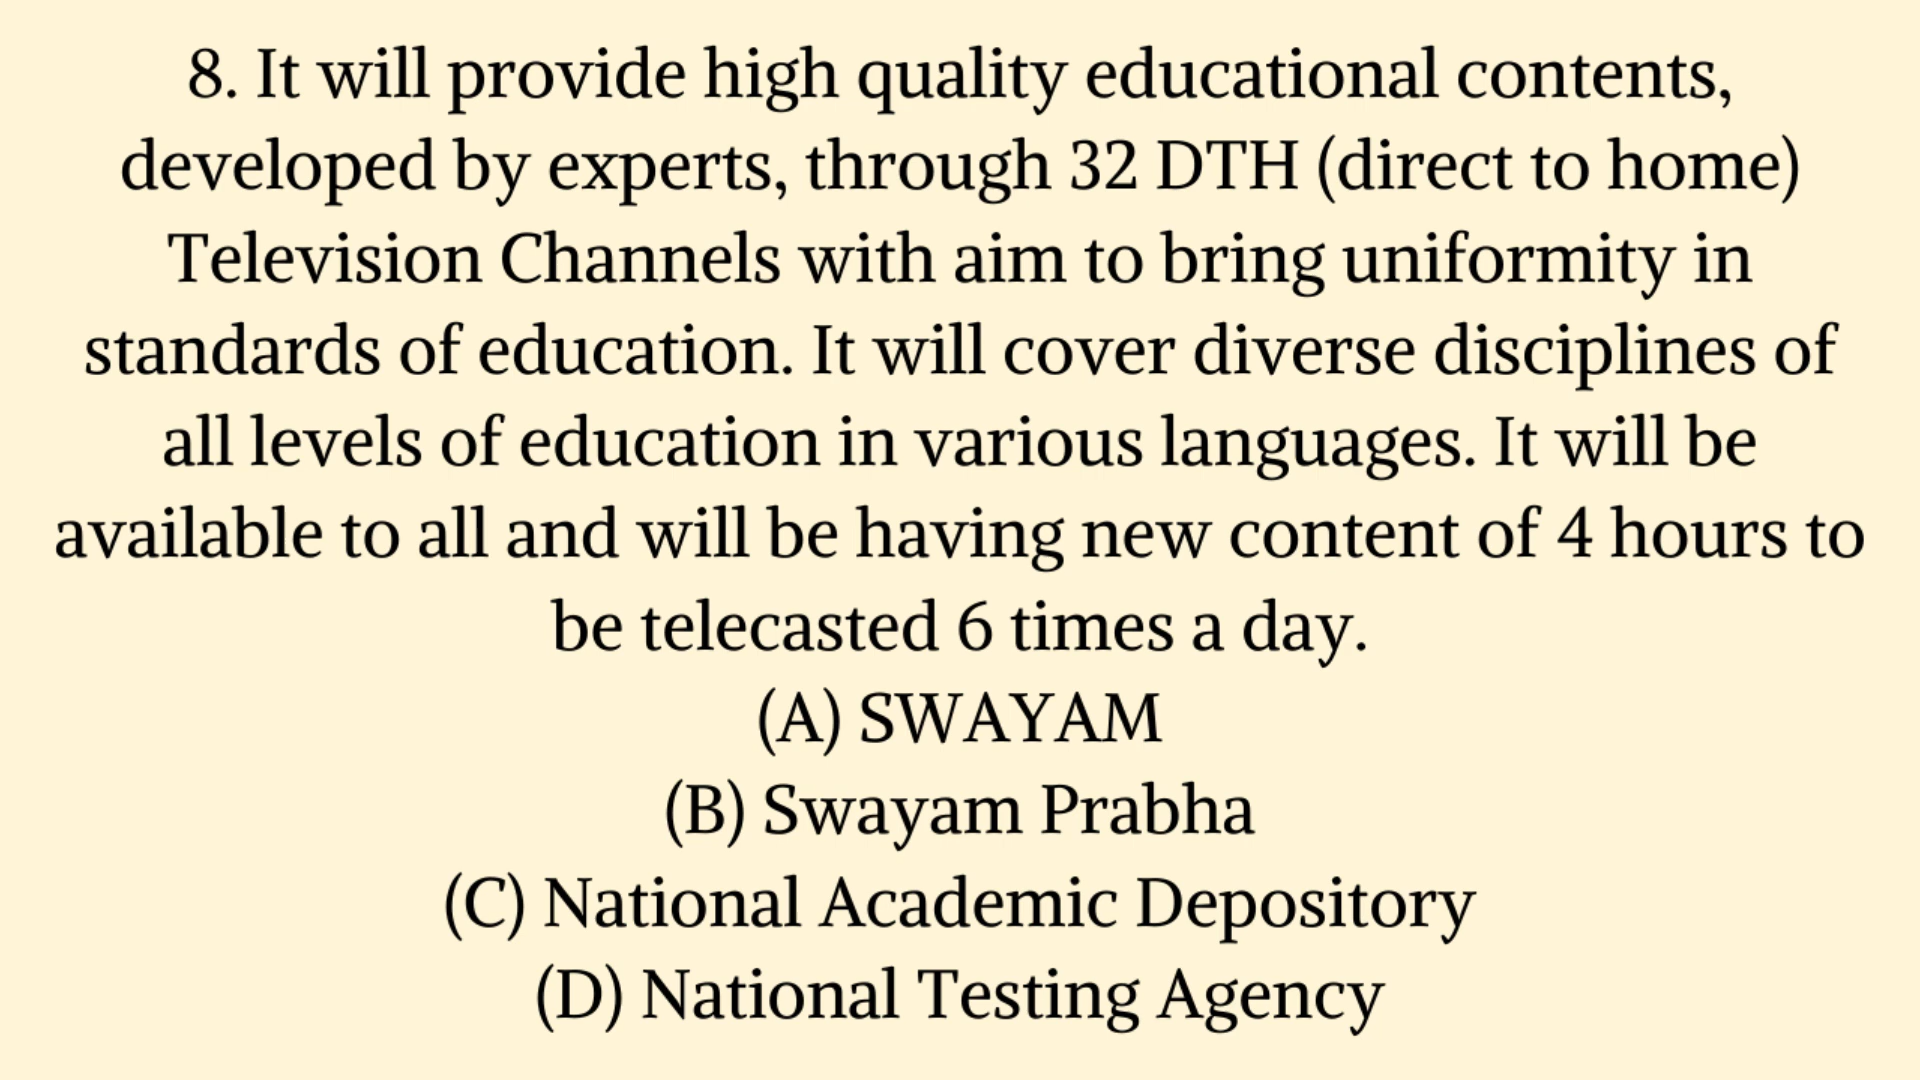 8. It will provide high quality educational contents,
developed by experts, through 32 DTH (direct to home)
Television Channels with aim to bring uniformity in
standards of education. It will cover diverse disciplines of
all levels of education in various languages. It will be
available to all and will be having new content of 4 hours to
be telecasted 6 times a day.
(A) SWAYAM
(B) Swayam Prabha
(C) National Academic Depository
(D) National Testing Agency